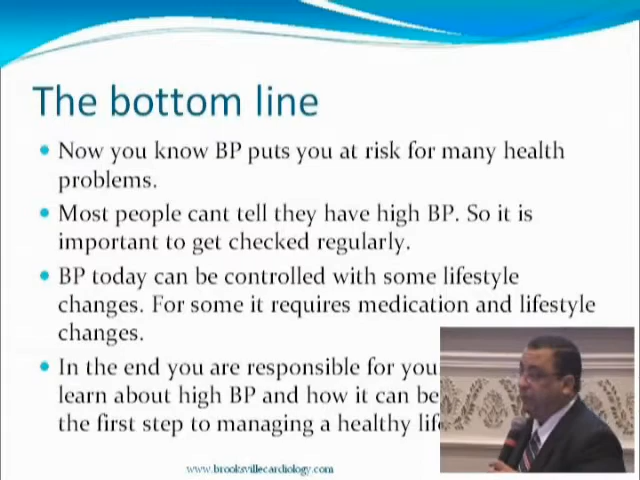 The bottom line
Now you know BP puts you at risk for many health
problems.
Most people cant tell they have high BP. So it is
important to get checked regularly.
BP today can be controlled with some lifestyle
changes. For some it requires medication and lifestyle
changes.
In the end you are responsible for you
learn about high BP and how it can be
the first step to managing a healthy
www.brooksvillecardiology.com